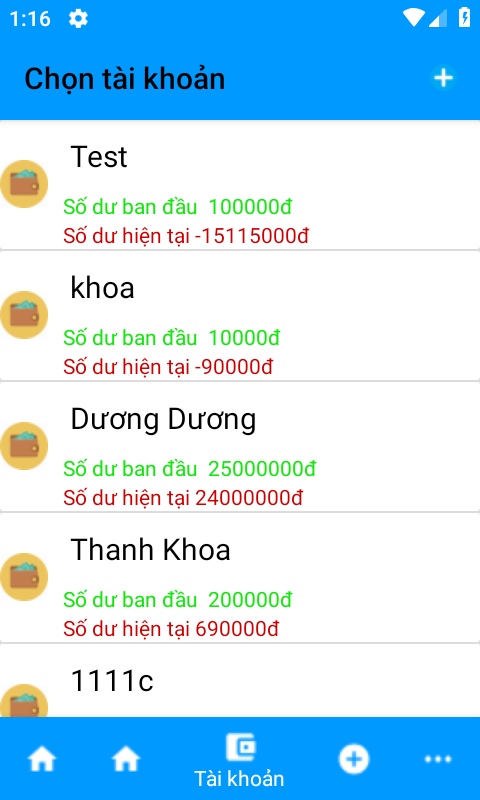 1:16
Chọn tài khoản
Test
Số dư ban đầu 100000đ
Số dư hiện tại -15115000đ
khoa
Số dư ban đầu 10000đ
Số dư hiện tại -90000đ
Dương Dương
Số dư ban đầu 25000000đ
Số dư hiện tại 24000000đ
Thanh Khoa
Số dư ban đầu 200000đ
Số dư hiện tại 690000đ
1111c
Tài khoản